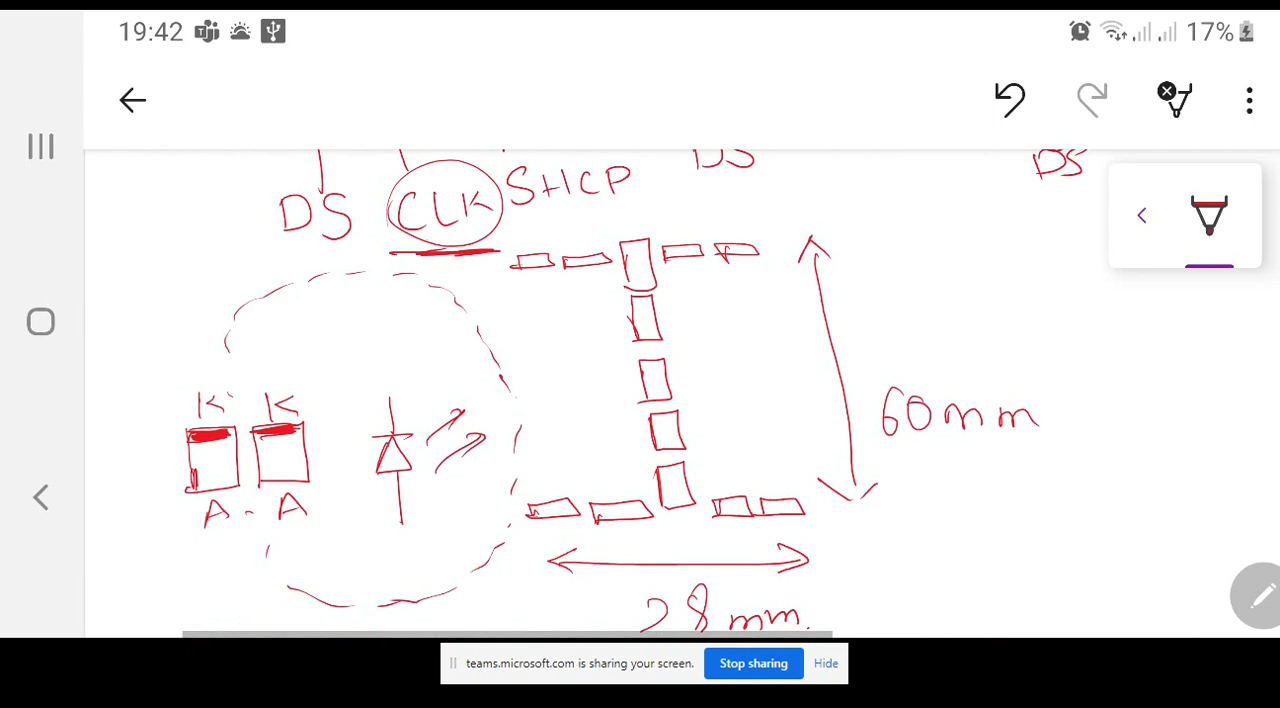 19:42 17%
DS DS
DS CLK SHCP
K K
60mm
A - A
28mm.
teams.microsoft.com is sharing your screen. Stop sharing Hide